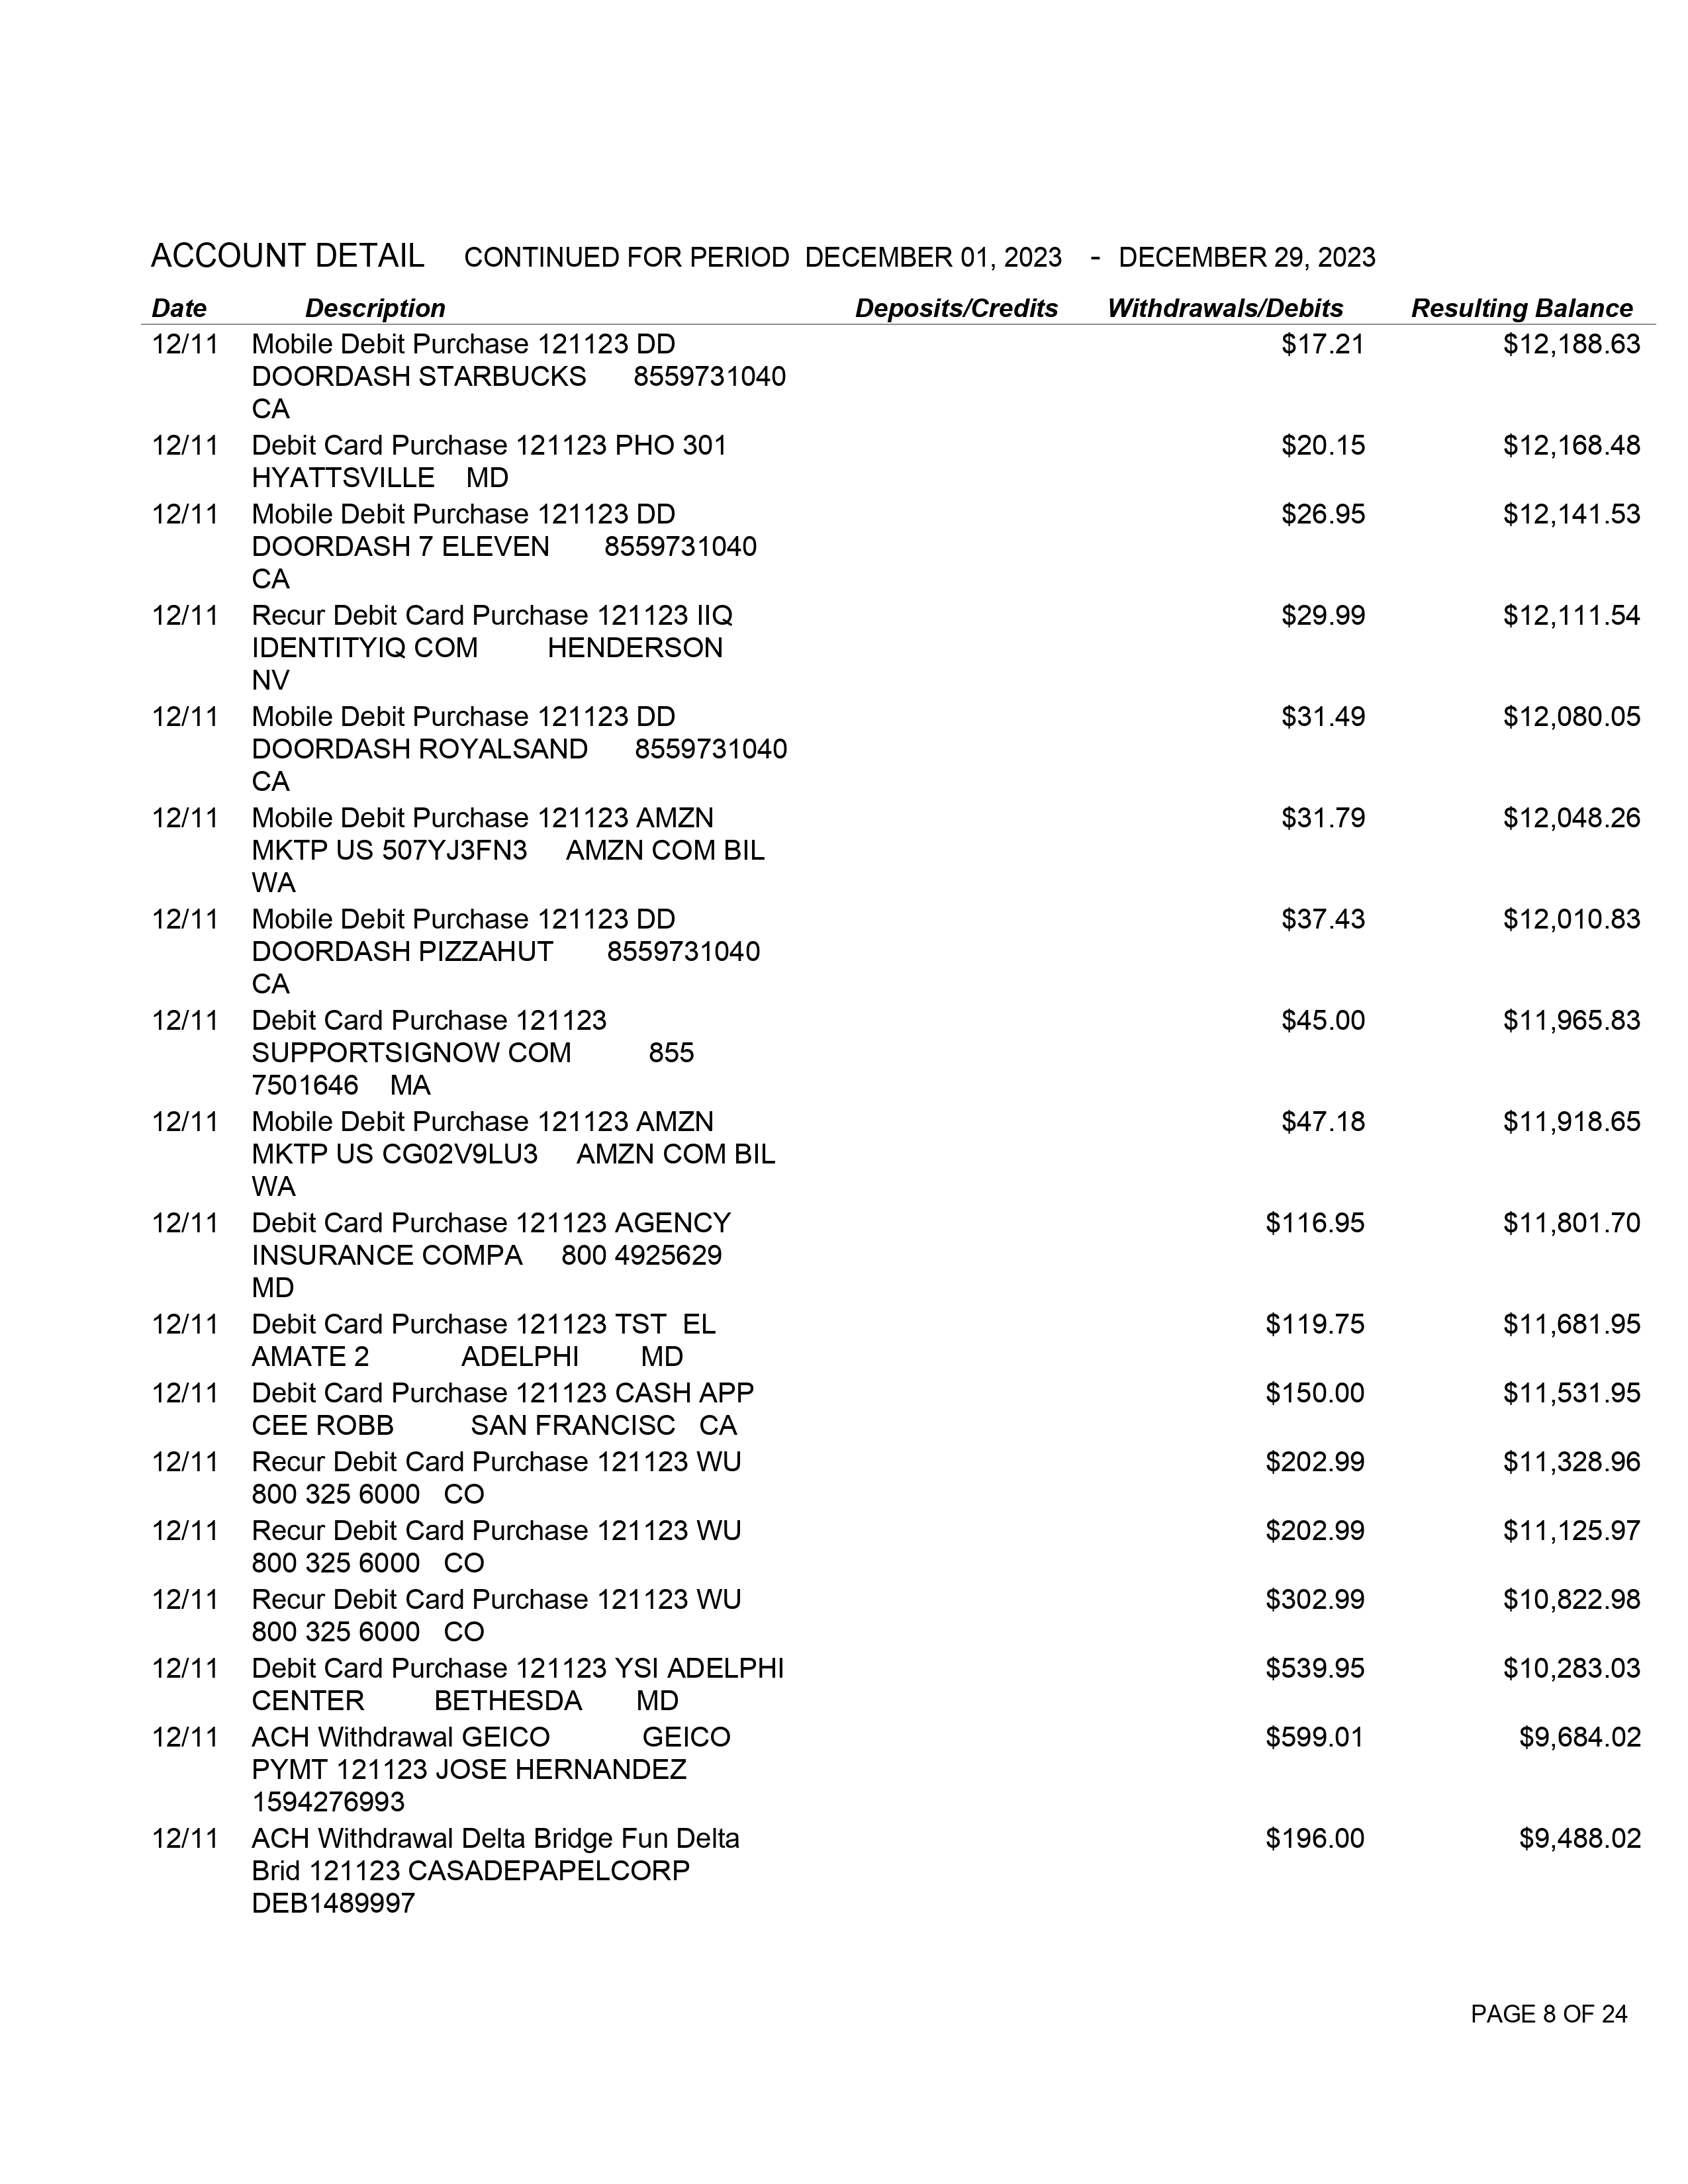 ACCOUNT DETAIL CONTINUED FOR PERIOD DECEMBER 01, 2023 - DECEMBER 29, 2023
Date Description Deposits/Credits Withdrawals/Debits Resulting Balance
12/11 Mobile Debit Purchase 121123 DD $17.21 $12,188.63
DOORDASH STARBUCKS 8559731040
CA
12/11 Debit Card Purchase 121123 PHO 301 $20.15 $12,168.48
HYATTSVILLE MD
12/11 Mobile Debit Purchase 121123 DD $26.95 $12,141.53
DOORDASH 7 ELEVEN 8559731040
CA
12/11 Recur Debit Card Purchase 121123 IIQ $29.99 $12,111.54
IDENTITYIQ COM HENDERSON
NV
12/11 Mobile Debit Purchase 121123 DD $31.49 $12,080.05
DOORDASH ROYALSAND 8559731040
CA
12/11 Mobile Debit Purchase 121123 AMZN $31.79 $12,048.26
MKTP US 507YJ3FN3 AMZN COM BIL
WA
12/11 Mobile Debit Purchase 121123 DD $37.43 $12,010.83
DOORDASH PIZZAHUT 8559731040
CA
12/11 Debit Card Purchase 121123 $45.00 $11,965.83
SUPPORTSIGNOW COM 855
7501646 MA
12/11 Mobile Debit Purchase 121123 AMZN $47.18 $11,918.65
MKTP US CG02V9LU3 AMZN COM BIL
WA
12/11 Debit Card Purchase 121123 AGENCY $116.95 $11,801.70
INSURANCE COMPA 800 4925629
MD
12/11 Debit Card Purchase 121123 TST EL $119.75 $11,681.95
AMATE 2 ADELPHI MD
12/11 Debit Card Purchase 121123 CASH APP $150.00 $11,531.95
CEE ROBB SAN FRANCISC CA
12/11 Recur Debit Card Purchase 121123 WU $202.99 $11,328.96
800 325 6000 CO
12/11 Recur Debit Card Purchase 121123 WU $202.99 $11,125.97
800 325 6000 CO
12/11 Recur Debit Card Purchase 121123 WU $302.99 $10,822.98
800 325 6000 CO
12/11 Debit Card Purchase 121123 YSI ADELPHI $539.95 $10,283.03
CENTER BETHESDA MD
12/11 ACH Withdrawal GEICO GEICO $599.01 $9,684.02
PYMT 121123 JOSE HERNANDEZ
1594276993
12/11 ACH Withdrawal Delta Bridge Fun Delta $196.00 $9,488.02
Brid 121123 CASADEPAPELCORP
DEB1489997
PAGE 8 OF 24